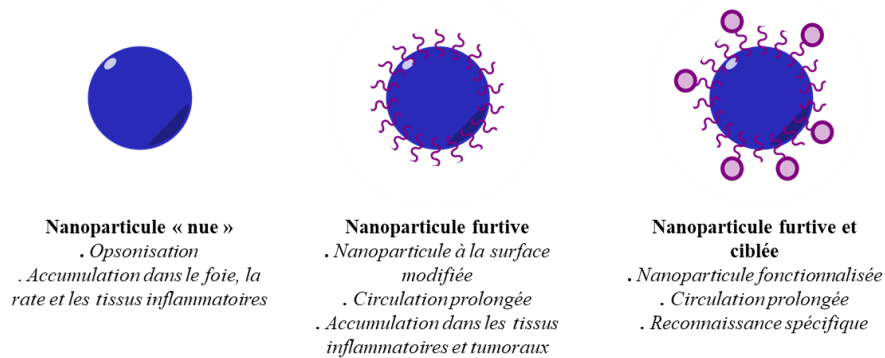 Nanoparticule « nue »
. Opsonisation
. Accumulation dans le foie, la
rate et les tissus inflammatoires
Nanoparticule furtive
. Nanoparticule à la surface
modifiée
. Circulation prolongée
. Accumulation dans les tissus
inflammatoires et tumoraux
Nanoparticule furtive et
ciblée
. Nanoparticule fonctionnalisée
. Circulation prolongée
. Reconnaissance spécifique